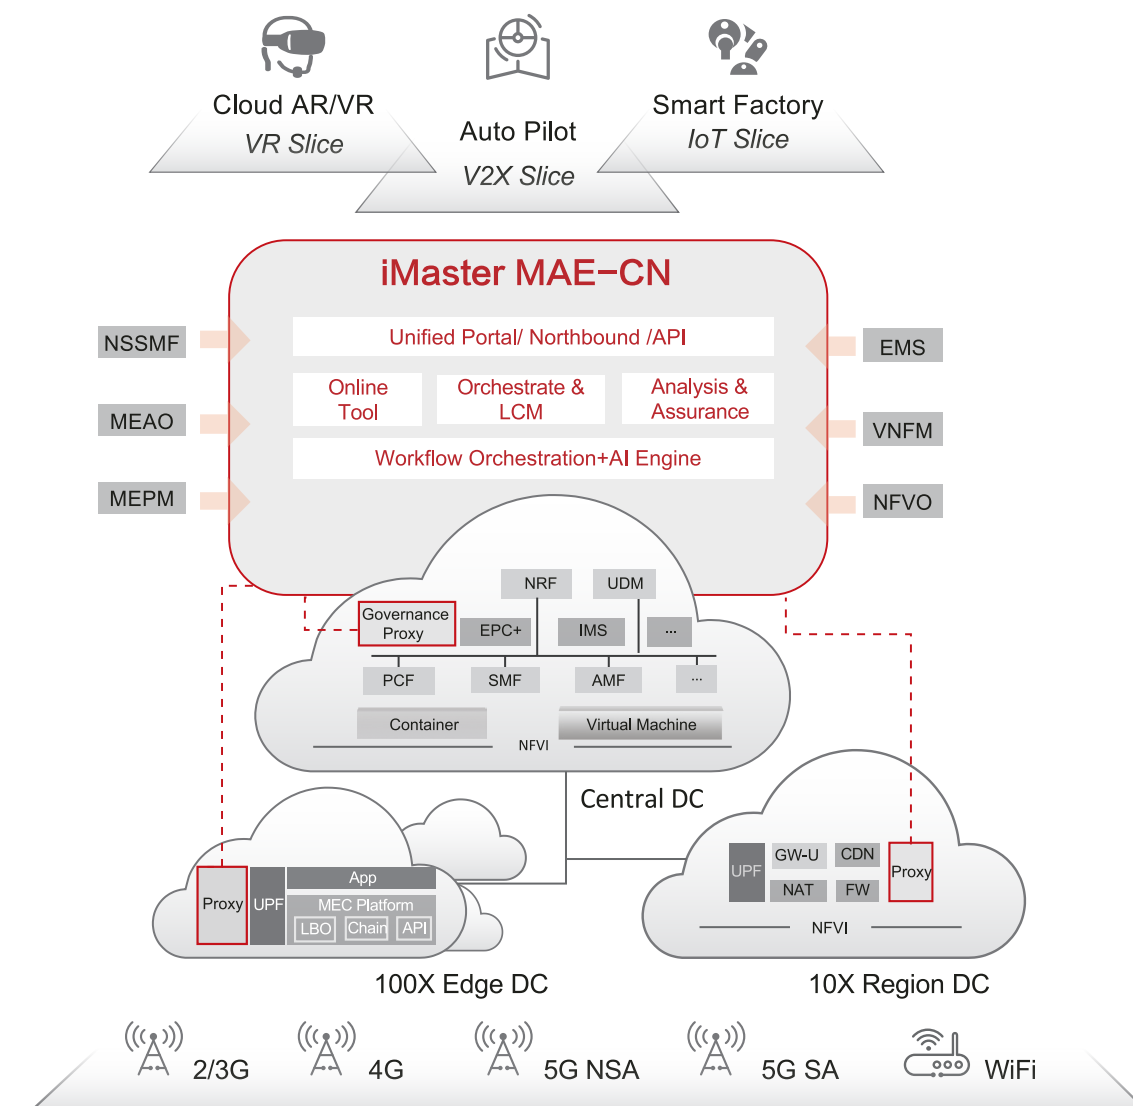 Cloud AR/VR
VR Slice
Auto Pilot
V2X Slice
Smart Factory
IoT Slice
iMaster MAE−CN
Unified Portal/ Northbound /API
Online
Tool
Orchestrate &
LCM
Analysis &
Assurance
Workflow Orchestration+AI Engine
NSSMF
MEAO
MEPM
EMS
VNFM
NFVO
NRF
UDM
Governance
Proxy
EPC+
IMS
...
PCF
SMF
AMF
...
Container
Virtual Machine
NFVI
Central DC
Proxy
UPF
App
MEC Platform
LBO
Chain
API
100X Edge DC
UPF
GW-U
CDN
NAT
FW
Proxy
NFVI
10X Region DC
2/3G
4G
5G NSA
5G SA
WiFi